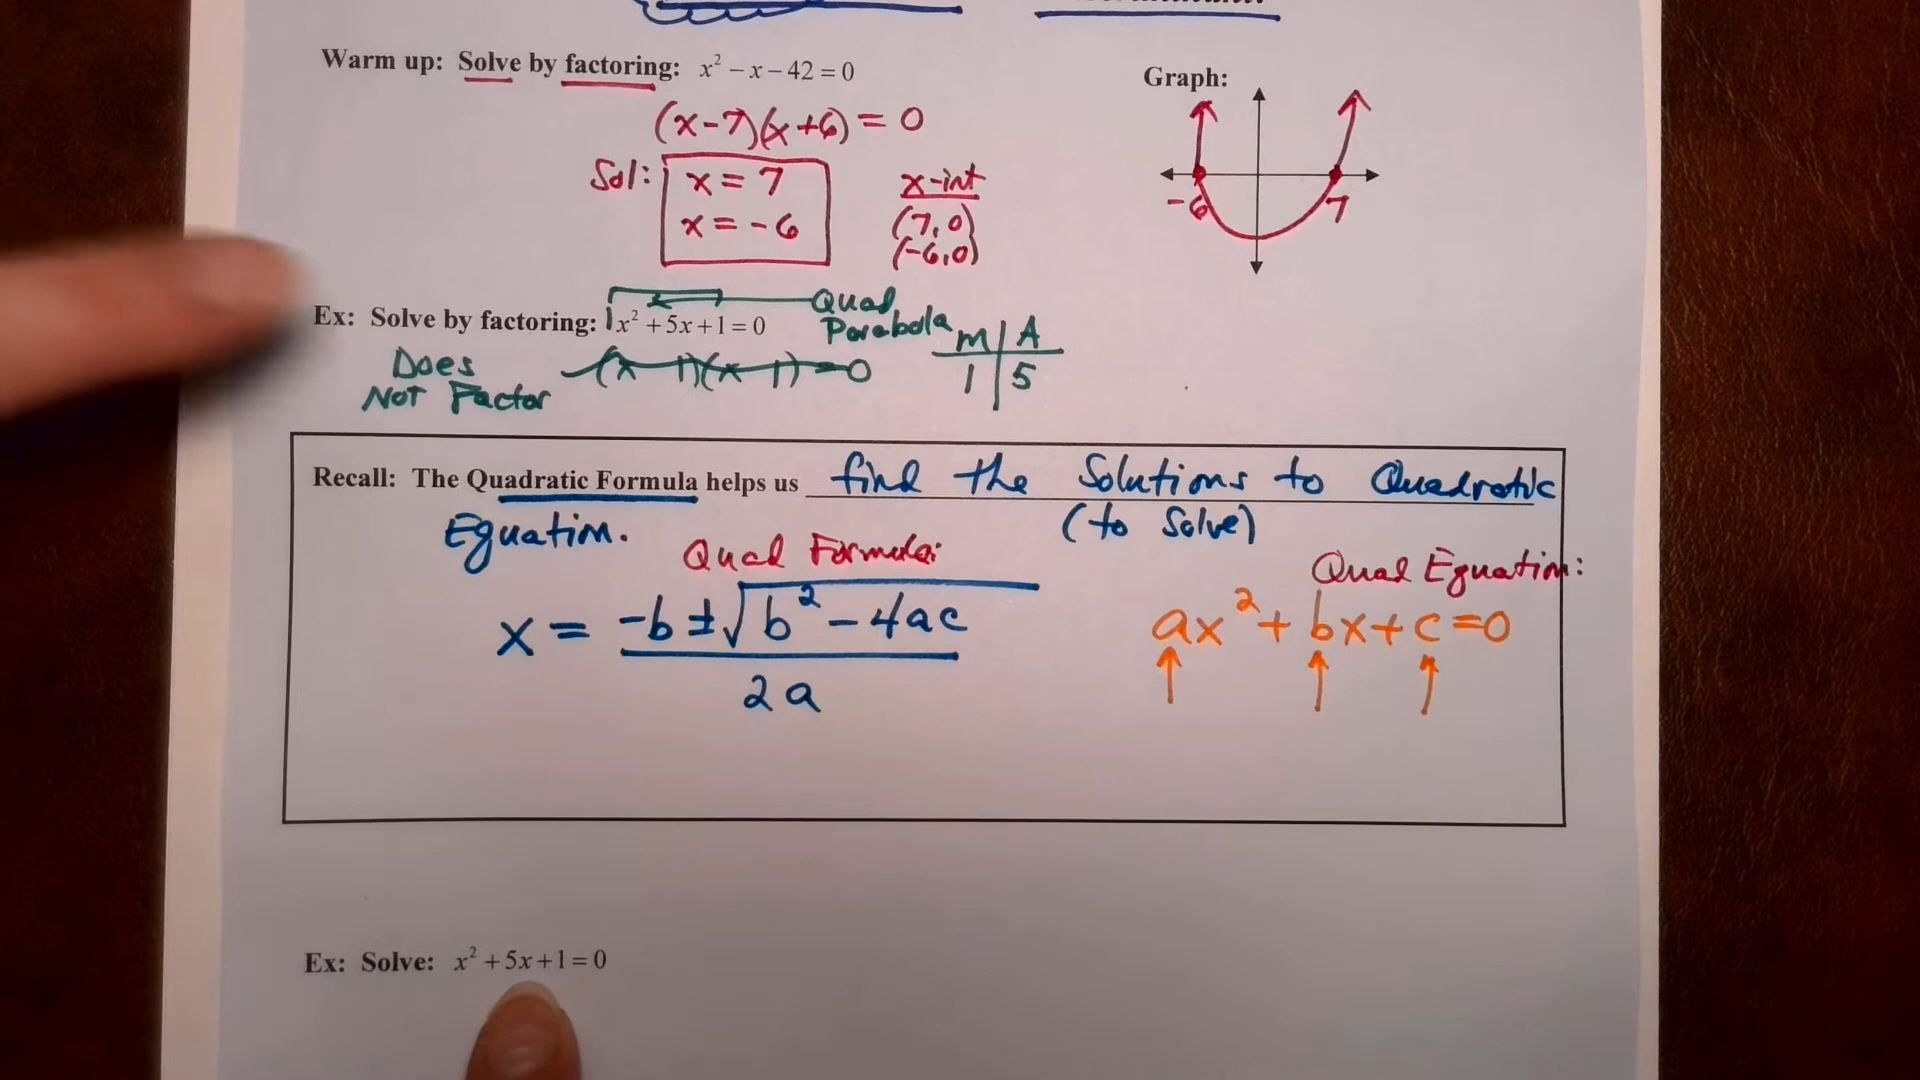 Warm up: Solve by factoring: x² – x – 42 = 0
Graph:
(x-7)(x+6) = 0
Sol: x = 7
x = -6
x-int
(7,0)
(-6,0)
-6 7
Ex: Solve by factoring: 1x² + 5x + 1 = 0
Quad
Parabola
M | A
1 | 5
Does
Not Factor
(x 1)(x 1) = 0
Recall: The Quadratic Formula helps us find the Solutions to Quadratic
Equation. (to Solve)
Quad Formula:
x = -b ± √b² - 4ac
2a
Quad Equation:
ax² + bx + c = 0
Ex: Solve: x² + 5x + 1 = 0